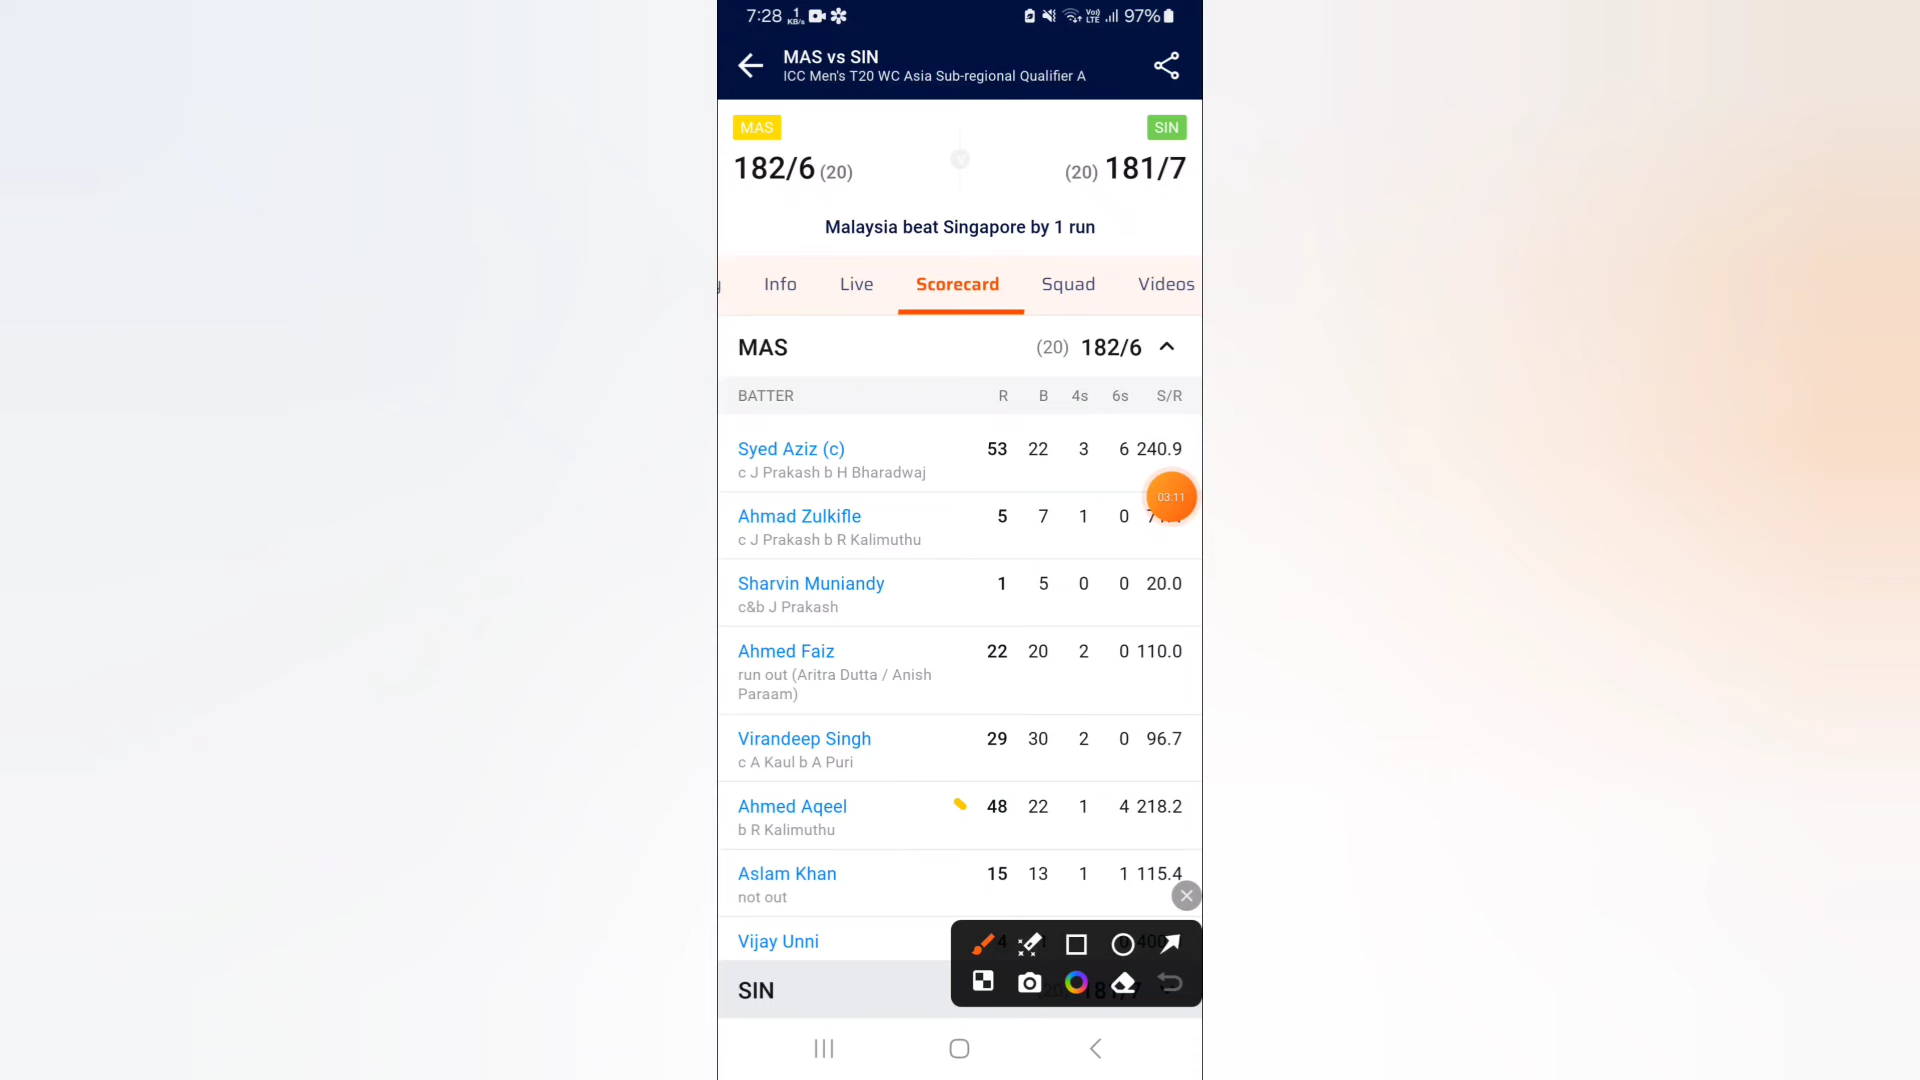 7:28 1 KB/s Vo) LTE 97%
MAS vs SIN
ICC Men's T20 WC Asia Sub-regional Qualifier A
MAS SIN
182/6 (20) V (20) 181/7
Malaysia beat Singapore by 1 run
Info Live Scorecard Squad Videos
MAS (20) 182/6
BATTER R B 4s 6s S/R
Syed Aziz (c) 53 22 3 6 240.9
c J Prakash b H Bharadwaj
03:11
Ahmad Zulkifle 5 7 1 0
c J Prakash b R Kalimuthu
Sharvin Muniandy 1 5 0 0 20.0
c&b J Prakash
Ahmed Faiz 22 20 2 0 110.0
run out (Aritra Dutta / Anish
Paraam)
Virandeep Singh 29 30 2 0 96.7
c A Kaul b A Puri
Ahmed Aqeel 48 22 1 4 218.2
b R Kalimuthu
Aslam Khan 15 13 1 1 115.4
not out
Vijay Unni 4
SIN